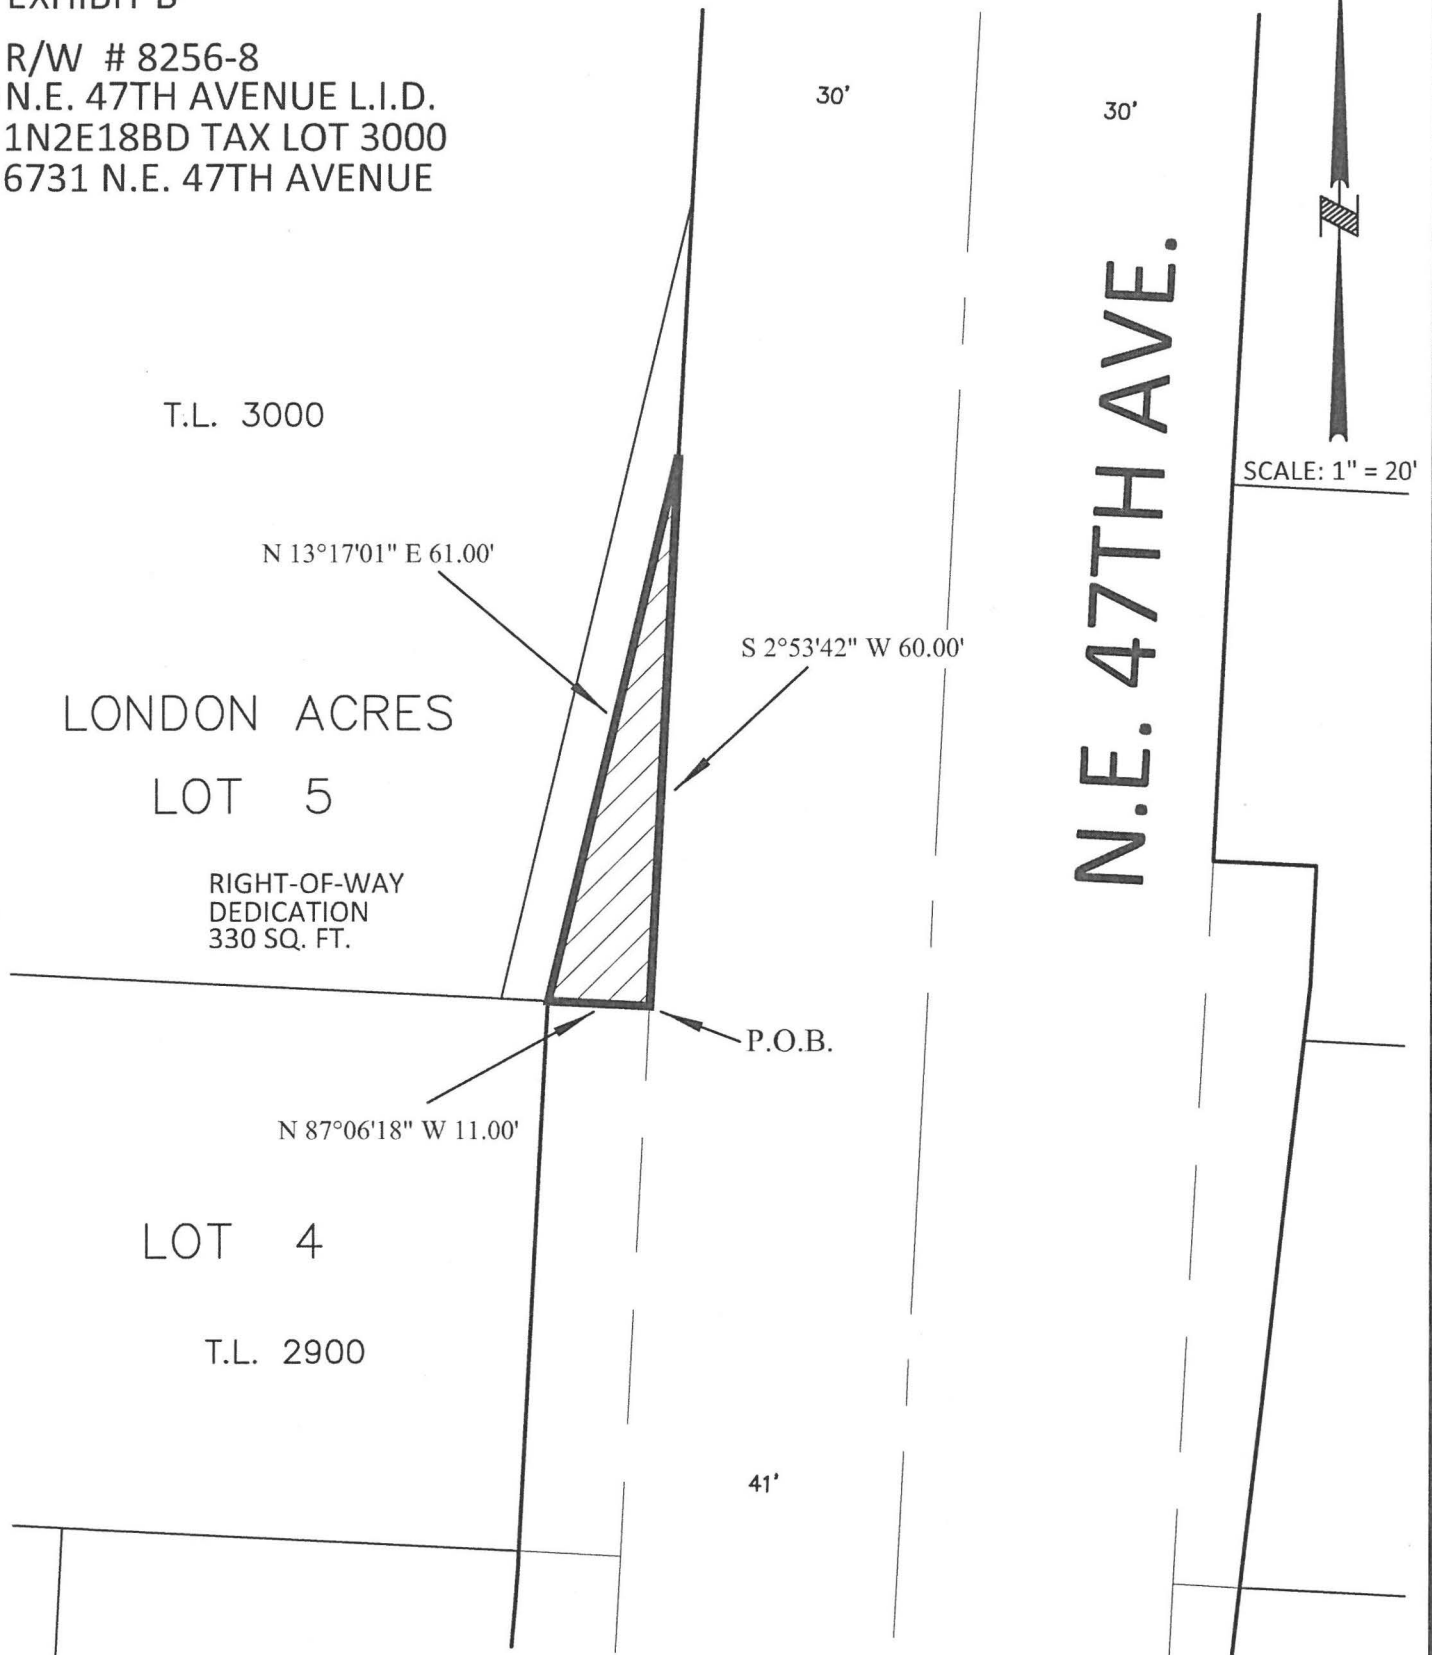 EXHIBIT B
R/W # 8256-8
N.E. 47TH AVENUE L.I.D.
1N2E18BD TAX LOT 3000
6731 N.E. 47TH AVENUE
30'
30'
N
N.E. 47TH AVE.
SCALE: 1" = 20'
T.L. 3000
N 13°17'01" E 61.00'
S 2°53'42" W 60.00'
LONDON ACRES
LOT 5
RIGHT-OF-WAY
DEDICATION
330 SQ. FT.
P.O.B.
N 87°06'18" W 11.00'
LOT 4
T.L. 2900
41'